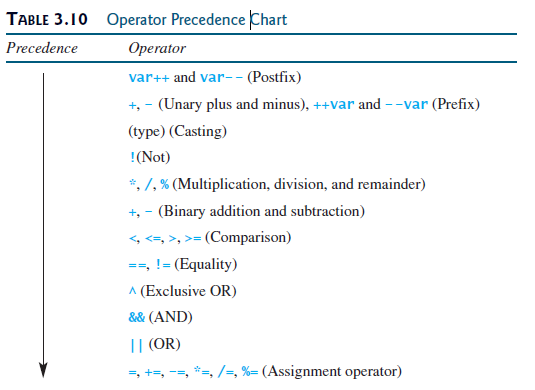 TABLE 3.10 Operator Precedence Chart
Precedence Operator
var++ and var-- (Postfix)
+, - (Unary plus and minus), ++var and --var (Prefix)
(type) (Casting)
!(Not)
*, /, % (Multiplication, division, and remainder)
+, - (Binary addition and subtraction)
<, <=, >, >= (Comparison)
==, != (Equality)
^ (Exclusive OR)
&& (AND)
|| (OR)
=, +=, -=, *=, /=, %= (Assignment operator)